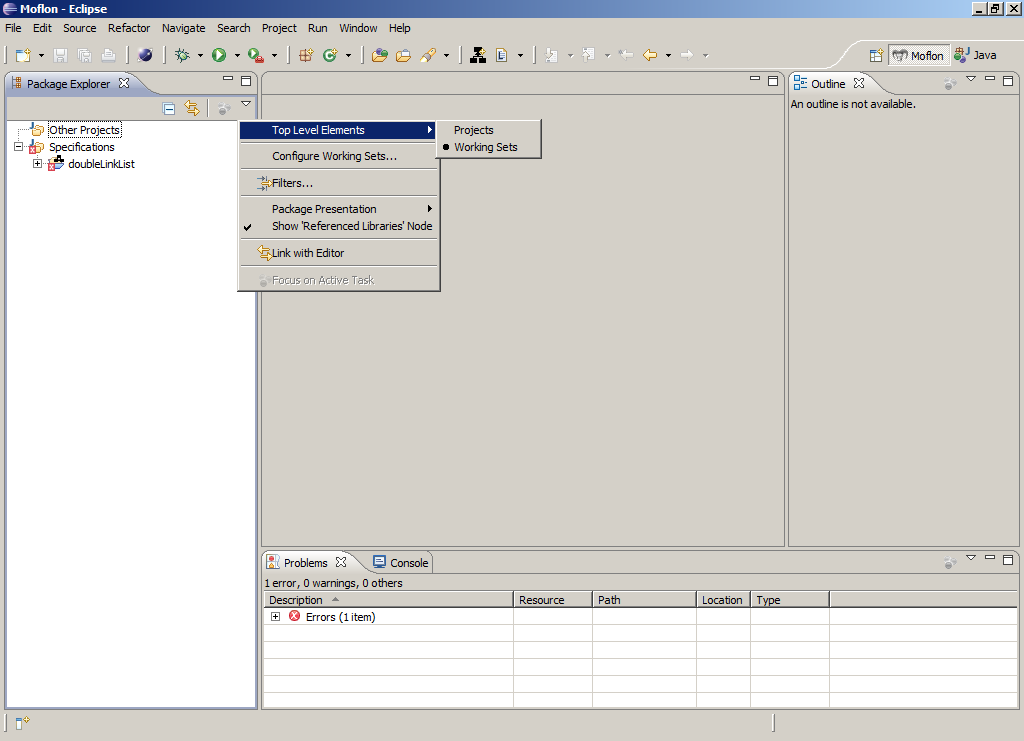 Moflon - Eclipse
File Edit Source Refactor Navigate Search Project Run Window Help
Moflon Java
Package Explorer
Other Projects
Specifications
doubleLinkList
Top Level Elements
Configure Working Sets...
Filters...
Package Presentation
Show 'Referenced Libraries' Node
Link with Editor
Focus on Active Task
Projects
Working Sets
Outline
An outline is not available.
Problems Console
1 error, 0 warnings, 0 others
Description Resource Path Location Type
Errors (1 item)